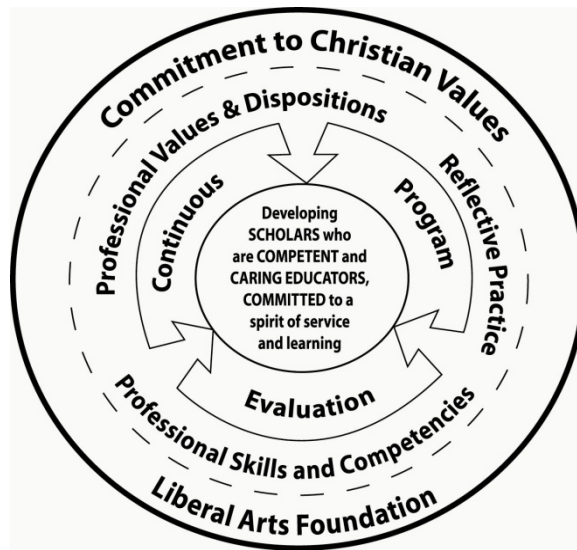 Commitment to Christian Values
Professional Values & Dispositions
Reflective Practice
Continuous
Program
Developing
SCHOLARS who
are COMPETENT and
CARING EDUCATORS,
COMMITTED to a
spirit of service
and learning
Evaluation
Professional Skills and Competencies
Liberal Arts Foundation